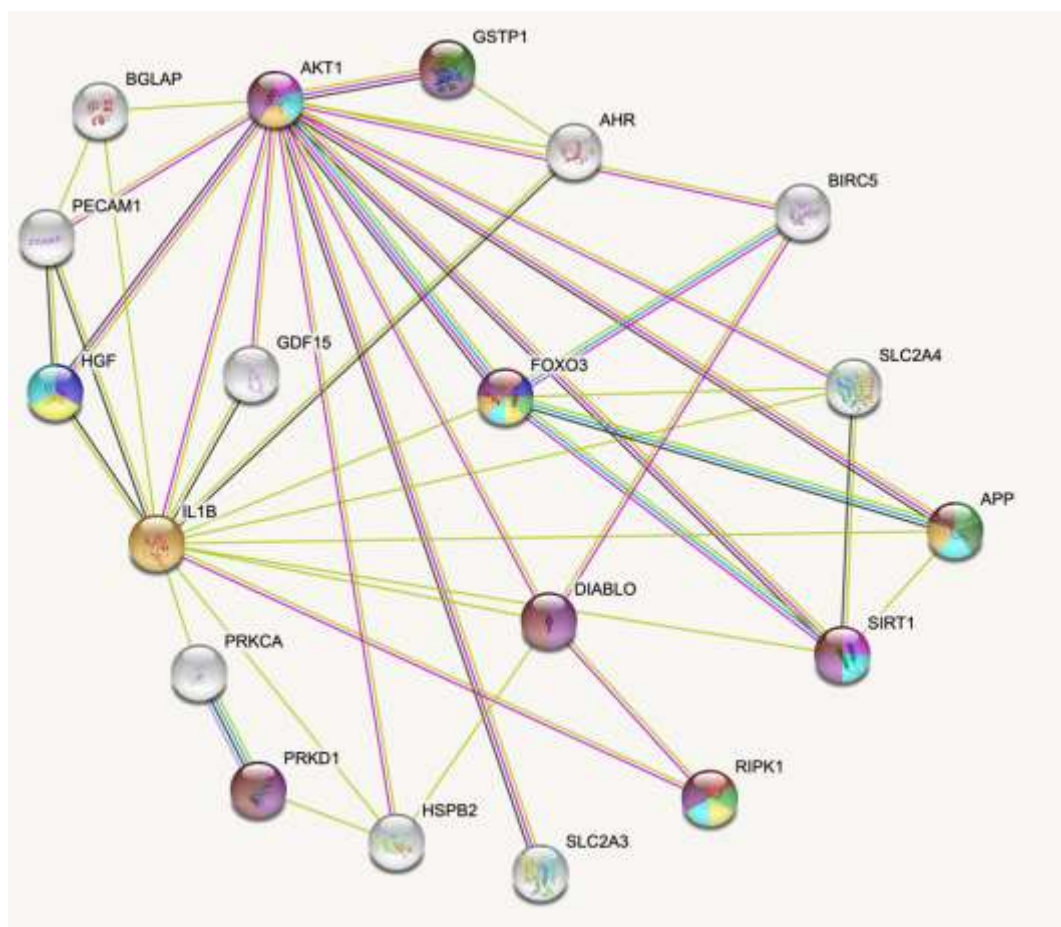 GSTP1
AKT1
BGLAP
AHR
BIRC5
PECAM1
GDF15
HGF
FOXO3
SLC2A4
APP
IL1B
DIABLO
SIRT1
PRKCA
PRKD1
RIPK1
HSPB2
SLC2A3